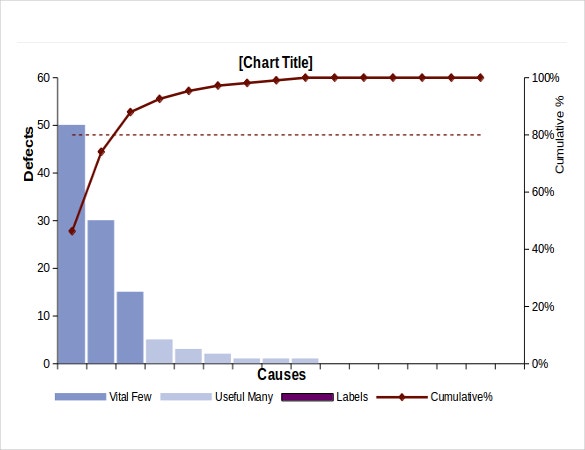 [Chart Title]
60
50
40
30
20
10
0
Defects
100%
80%
60%
40%
20%
0%
Cumulative %
Causes
Vital Few Useful Many Labels Cumulative%